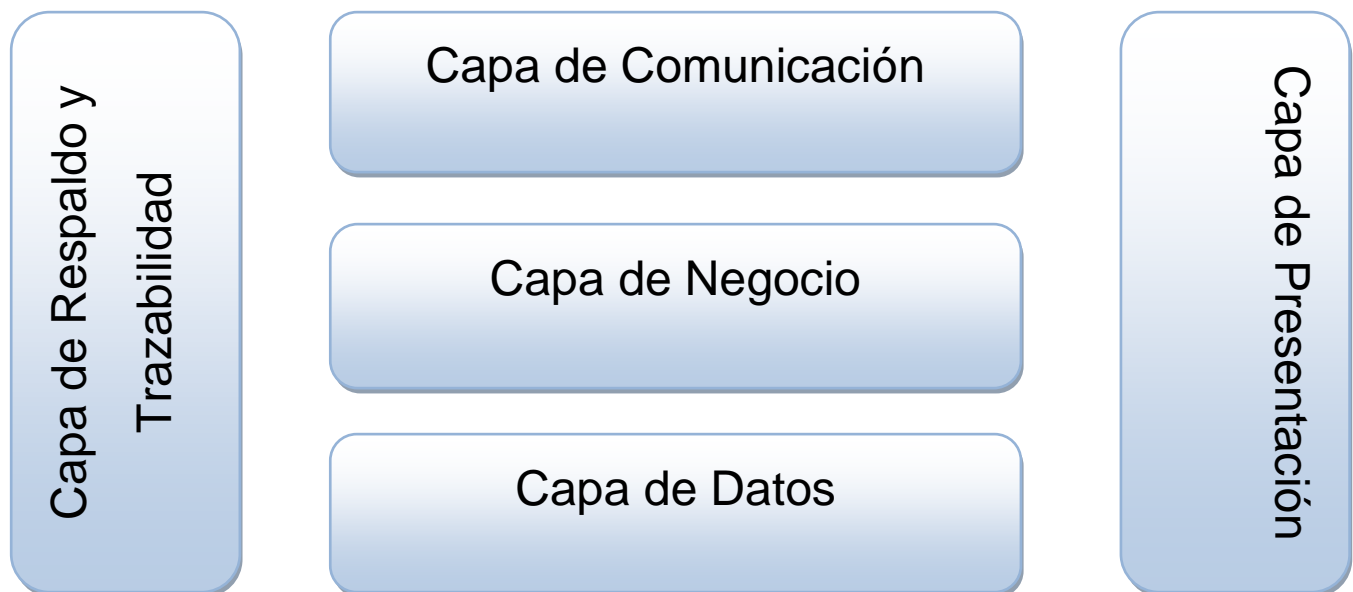 Capa de Respaldo y
Trazabilidad
Capa de Comunicación
Capa de Negocio
Capa de Datos
Capa de Presentación